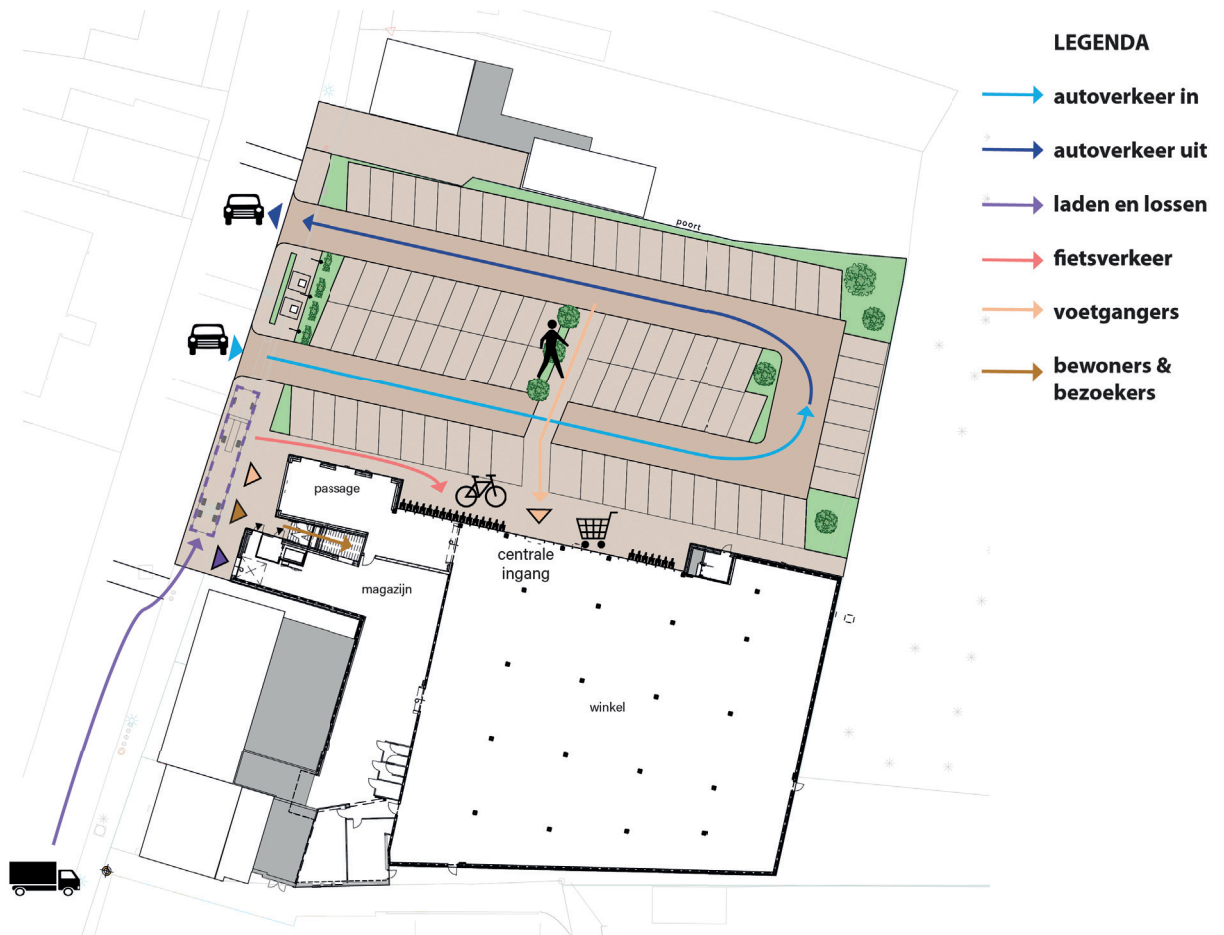 LEGENDA
autoverkeer in
autoverkeer uit
laden en lossen
fietsverkeer
voetgangers
bewoners &
bezoekers
poort
passage
centrale
ingang
magazijn
winkel